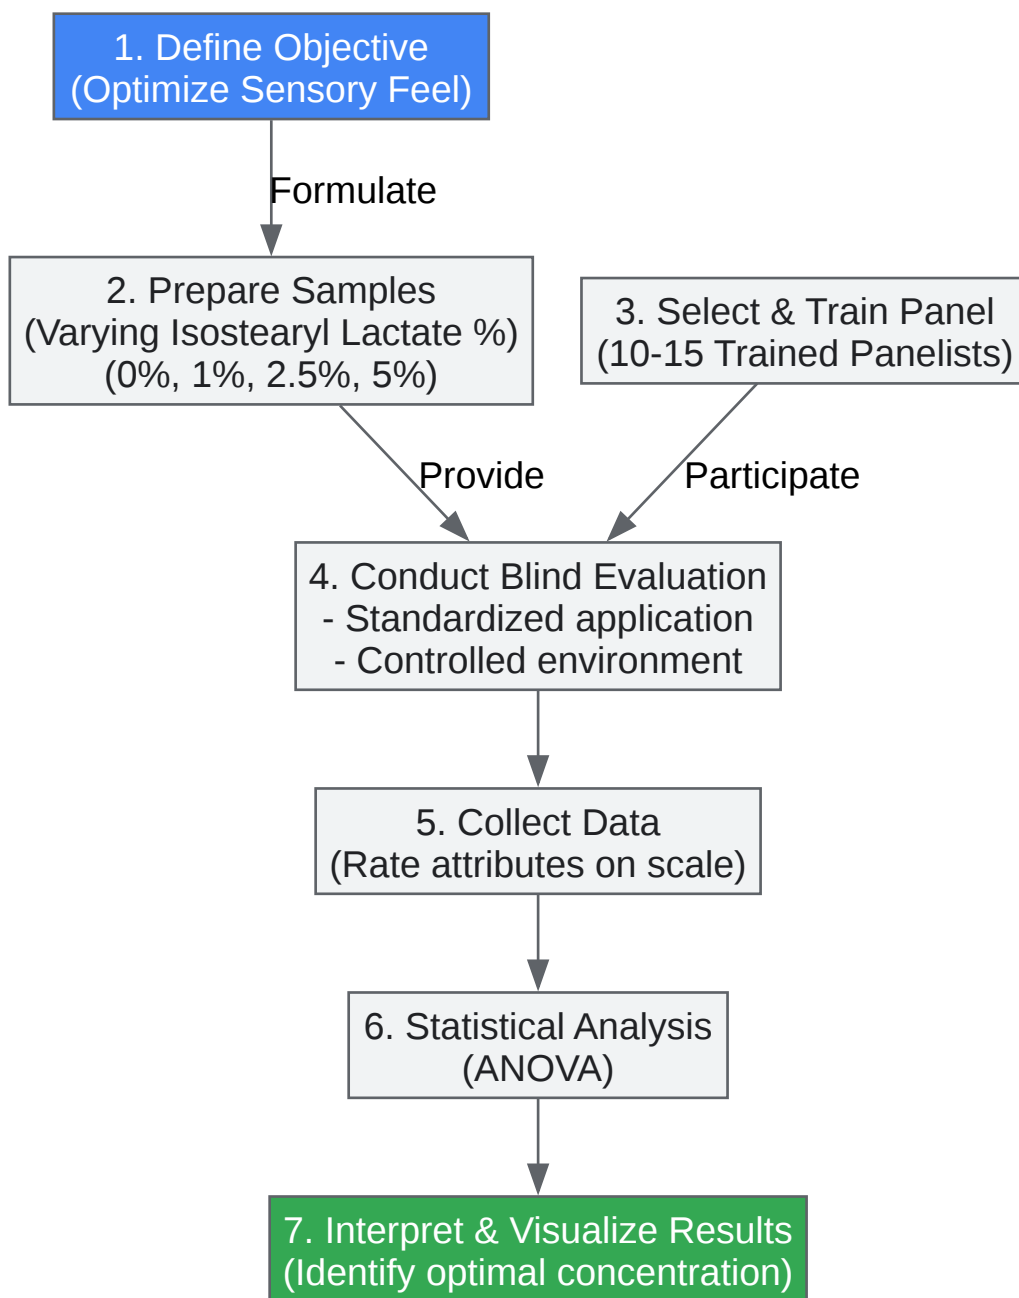 1. Define Objective
(Optimize Sensory Feel)
Formulate
2. Prepare Samples
(Varying Isostearyl Lactate %)
(0%, 1%, 2.5%, 5%)
3. Select & Train Panel
(10-15 Trained Panelists)
Provide
Participate
4. Conduct Blind Evaluation
- Standardized application
- Controlled environment
5. Collect Data
(Rate attributes on scale)
6. Statistical Analysis
(ANOVA)
7. Interpret & Visualize Results
(Identify optimal concentration)